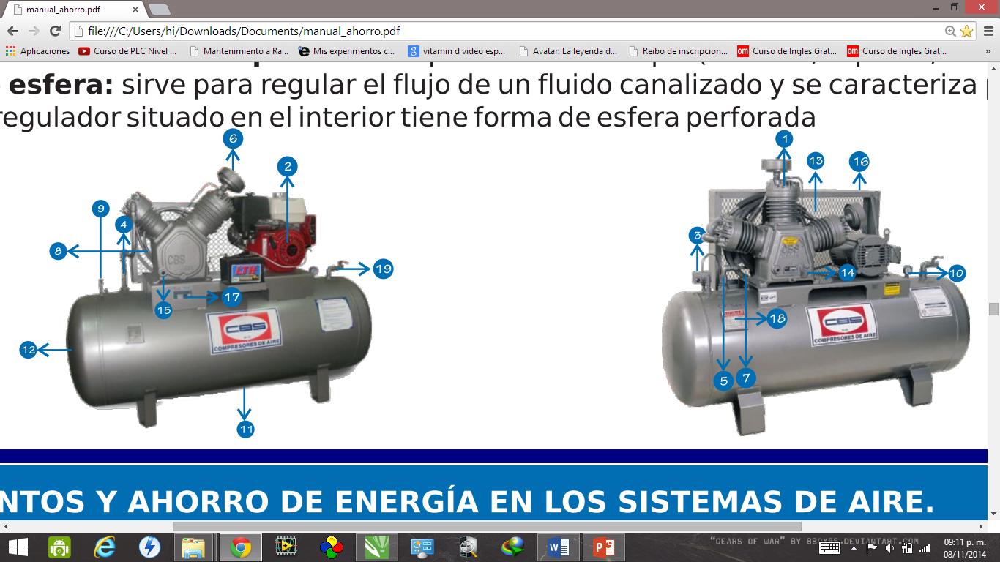 manual_ahorro.pdf
file:///C:/Users/hi/Downloads/Documents/manual_ahorro.pdf
Aplicaciones
Curso de PLC Nivel ...
Mantenimiento a Ra...
Mis experimentos c...
vitamin d video esp...
Avatar: La leyenda d...
Reibo de inscripcion...
om Curso de Ingles Grat...
om Curso de Ingles Grat...
»
esfera: sirve para regular el flujo de un fluido canalizado y se caracteriza
regulador situado en el interior tiene forma de esfera perforada
6
2
9
4
8
CBS
LTH
19
17
15
CBS
COMPRESORES DE AIRE
12
11
1
13
16
3
CBS
14
10
18
CBS
COMPRESORES DE AIRE
5
7
NTOS Y AHORRO DE ENERGÍA EN LOS SISTEMAS DE AIRE.
"GEARS OF WAR" BY BBOXBS.DEVIANTART.COM
09:11 p. m.
08/11/2014